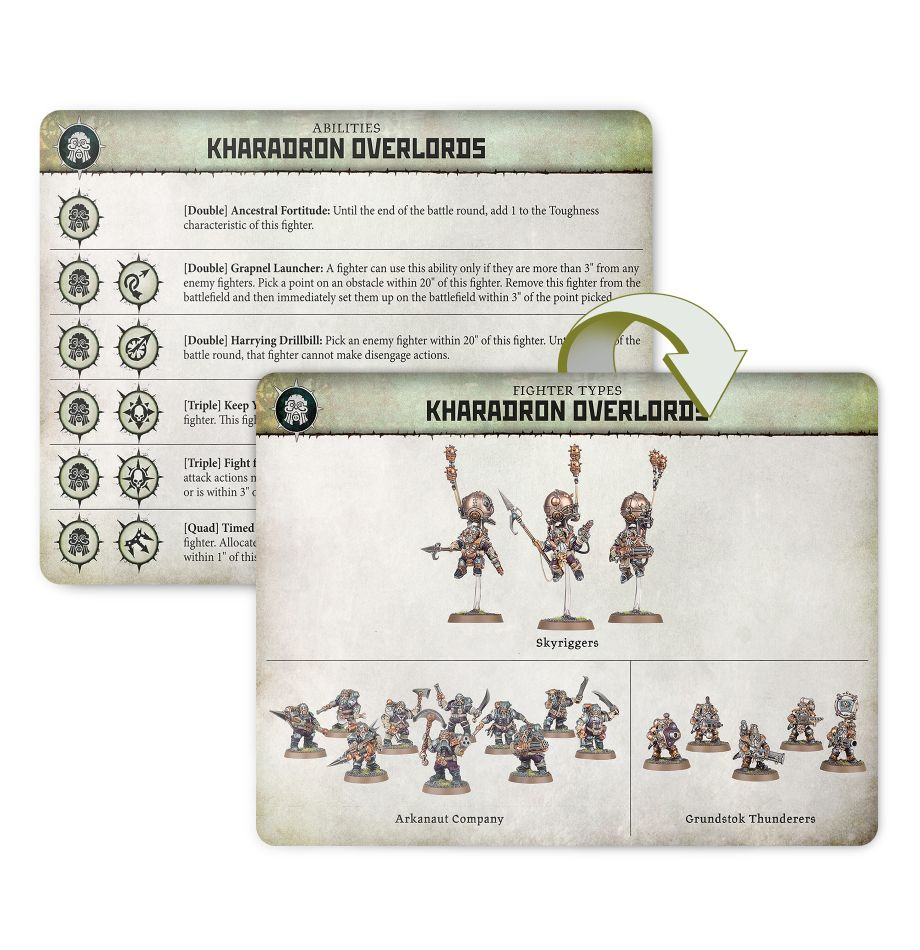 ABILITIES
KHARADRON OVERLORDS
[Double] Ancestral Fortitude: Until the end of the battle round, add 1 to the Toughness
characteristic of this fighter.
[Double] Grapnel Launcher: A fighter can use this ability only if they are more than 3" from any
enemy fighters. Pick a point on an obstacle within 20" of this fighter. Remove this fighter from the
battlefield and then immediately set them up on the battlefield within 3" of the point picked.
[Double] Harrying Drillbill: Pick an enemy fighter within 20" of this fighter. of the
battle round, that fighter cannot make disengage actions.
[Triple] Keep
fighter. This
[Triple] Fight
attack actions
or is within 3"
[Quad] Timed
fighter. Allocate
within 1" of this
FIGHTER TYPES
KHARADRON OVERLORDS
Skyriggers
Arkanaut Company
Grundstok Thunderers